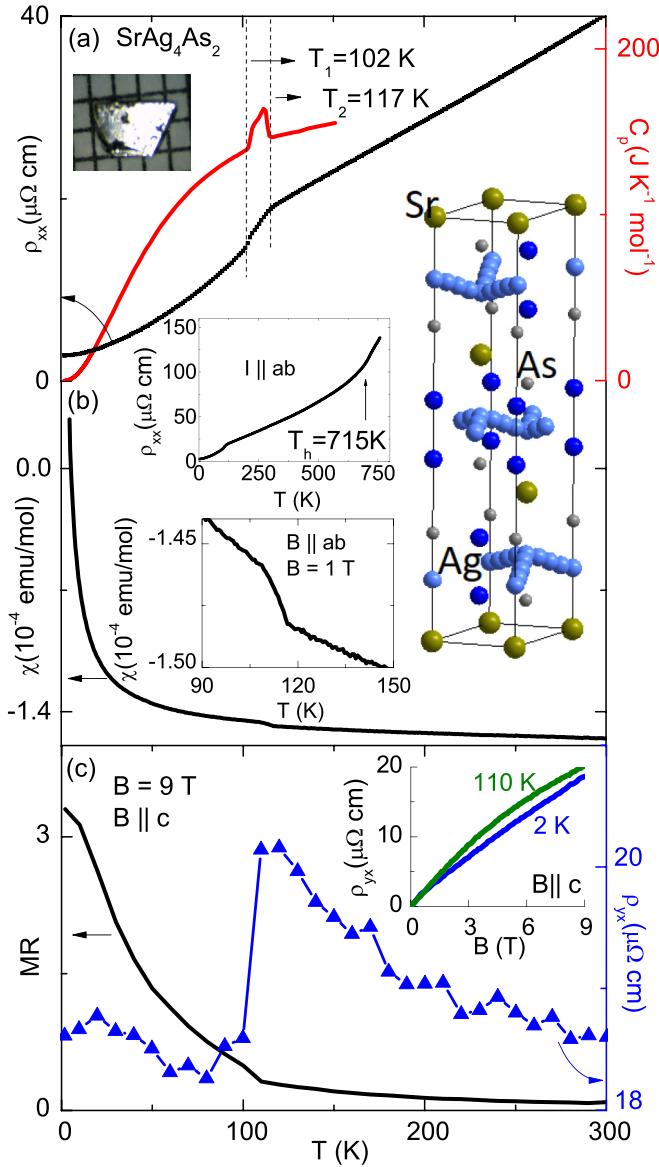 40
(a)
SrAg₄As₂
T₁=102 K
T₂=117 K
200
20
0
0
ρₓₓ(μΩ cm)
Cₚ(J K⁻¹ mol⁻¹)
Sr
As
Ag
150
100
50
0
I || ab
Tₕ=715K
0
250
500
750
ρₓₓ(μΩ cm)
T (K)
(b)
0.0
-1.4
χ(10⁻⁴ emu/mol)
-1.45
-1.50
χ(10⁻⁴ emu/mol)
B || ab
B = 1 T
90
120
150
T (K)
(c)
B = 9 T
B || c
3
0
MR
20
10
0
ρyₓ(μΩ cm)
110 K
2 K
B|| c
0
3
6
9
B (T)
20
18
ρyₓ(μΩ cm)
0
100
200
300
T (K)